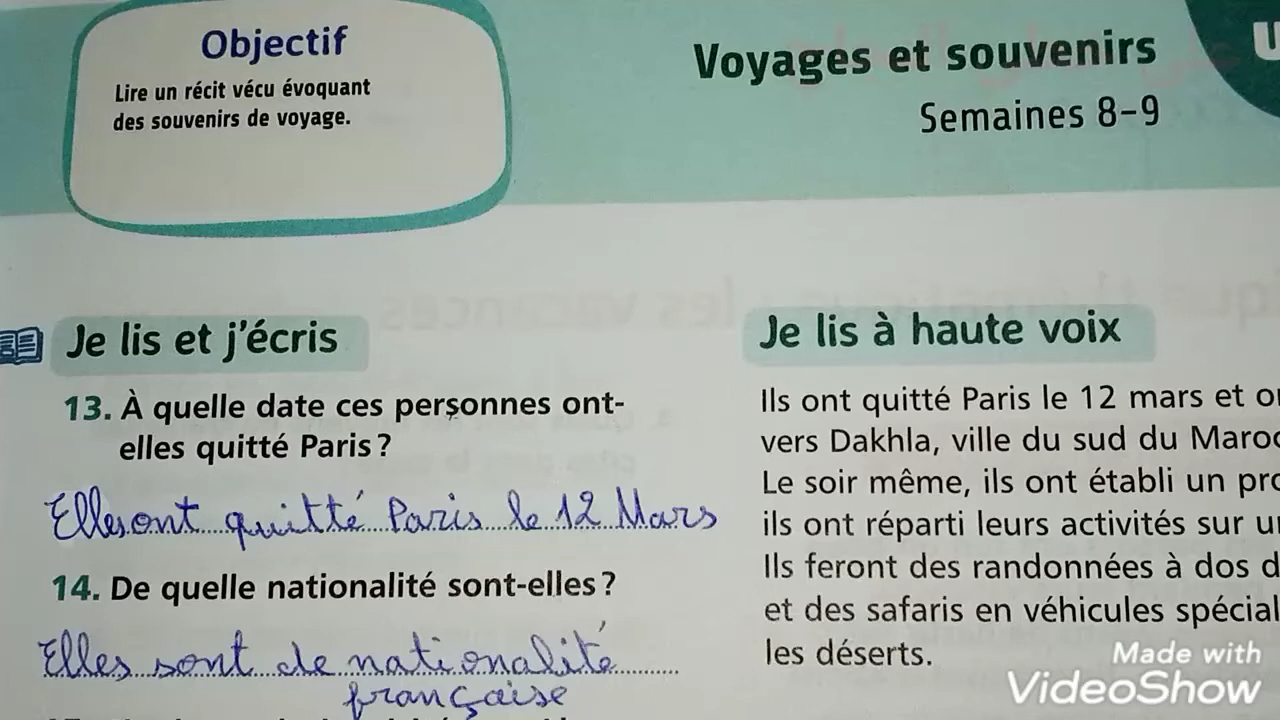 Objectif
Lire un récit vécu évoquant
des souvenirs de voyage.
Voyages et souvenirs
Semaines 8-9
Je lis et j'écris
13. À quelle date ces personnes ont-
elles quitté Paris ?
Elles ont quitté Paris le 12 Mars
14. De quelle nationalité sont-elles ?
Elles sont de nationalité
française
Je lis à haute voix
Ils ont quitté Paris le 12 mars et
vers Dakhla, ville du sud du Maroc
Le soir même, ils ont établi un
ils ont réparti leurs activités sur
Ils feront des randonnées à dos
et des safaris en véhicules
les déserts.
Made with
VideoShow